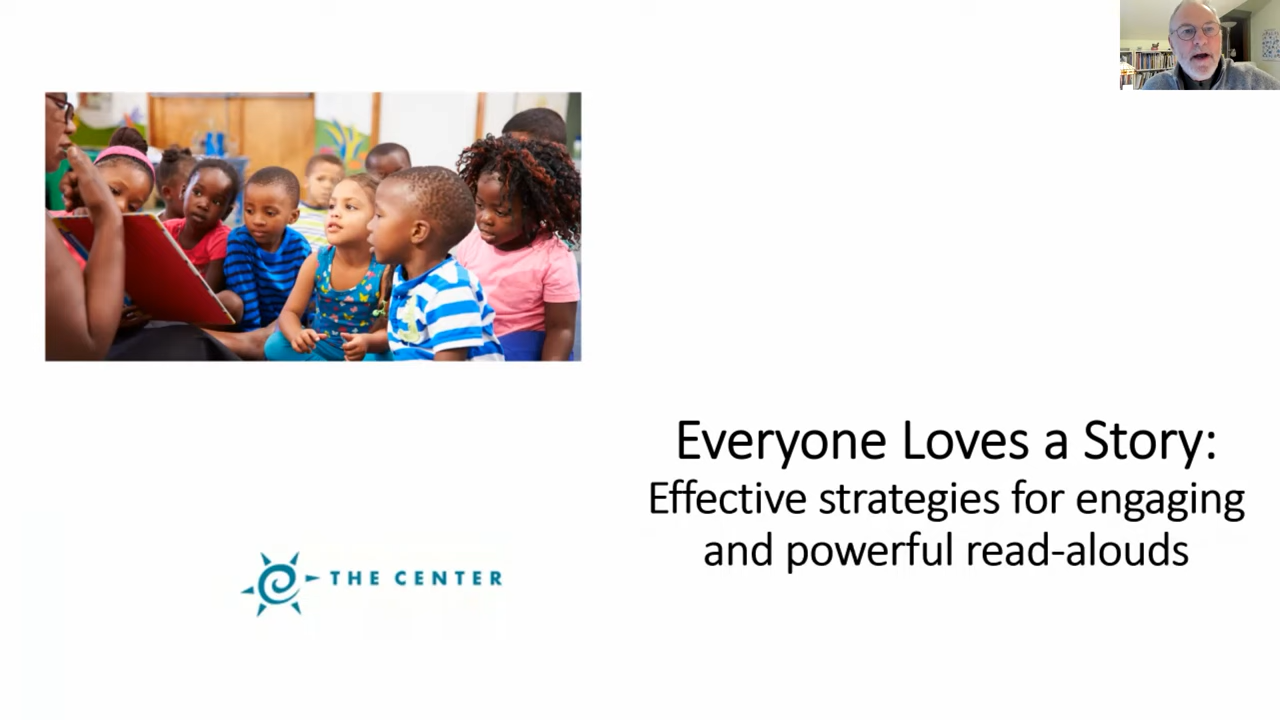 Everyone Loves a Story:
Effective strategies for engaging
and powerful read-alouds
THE CENTER